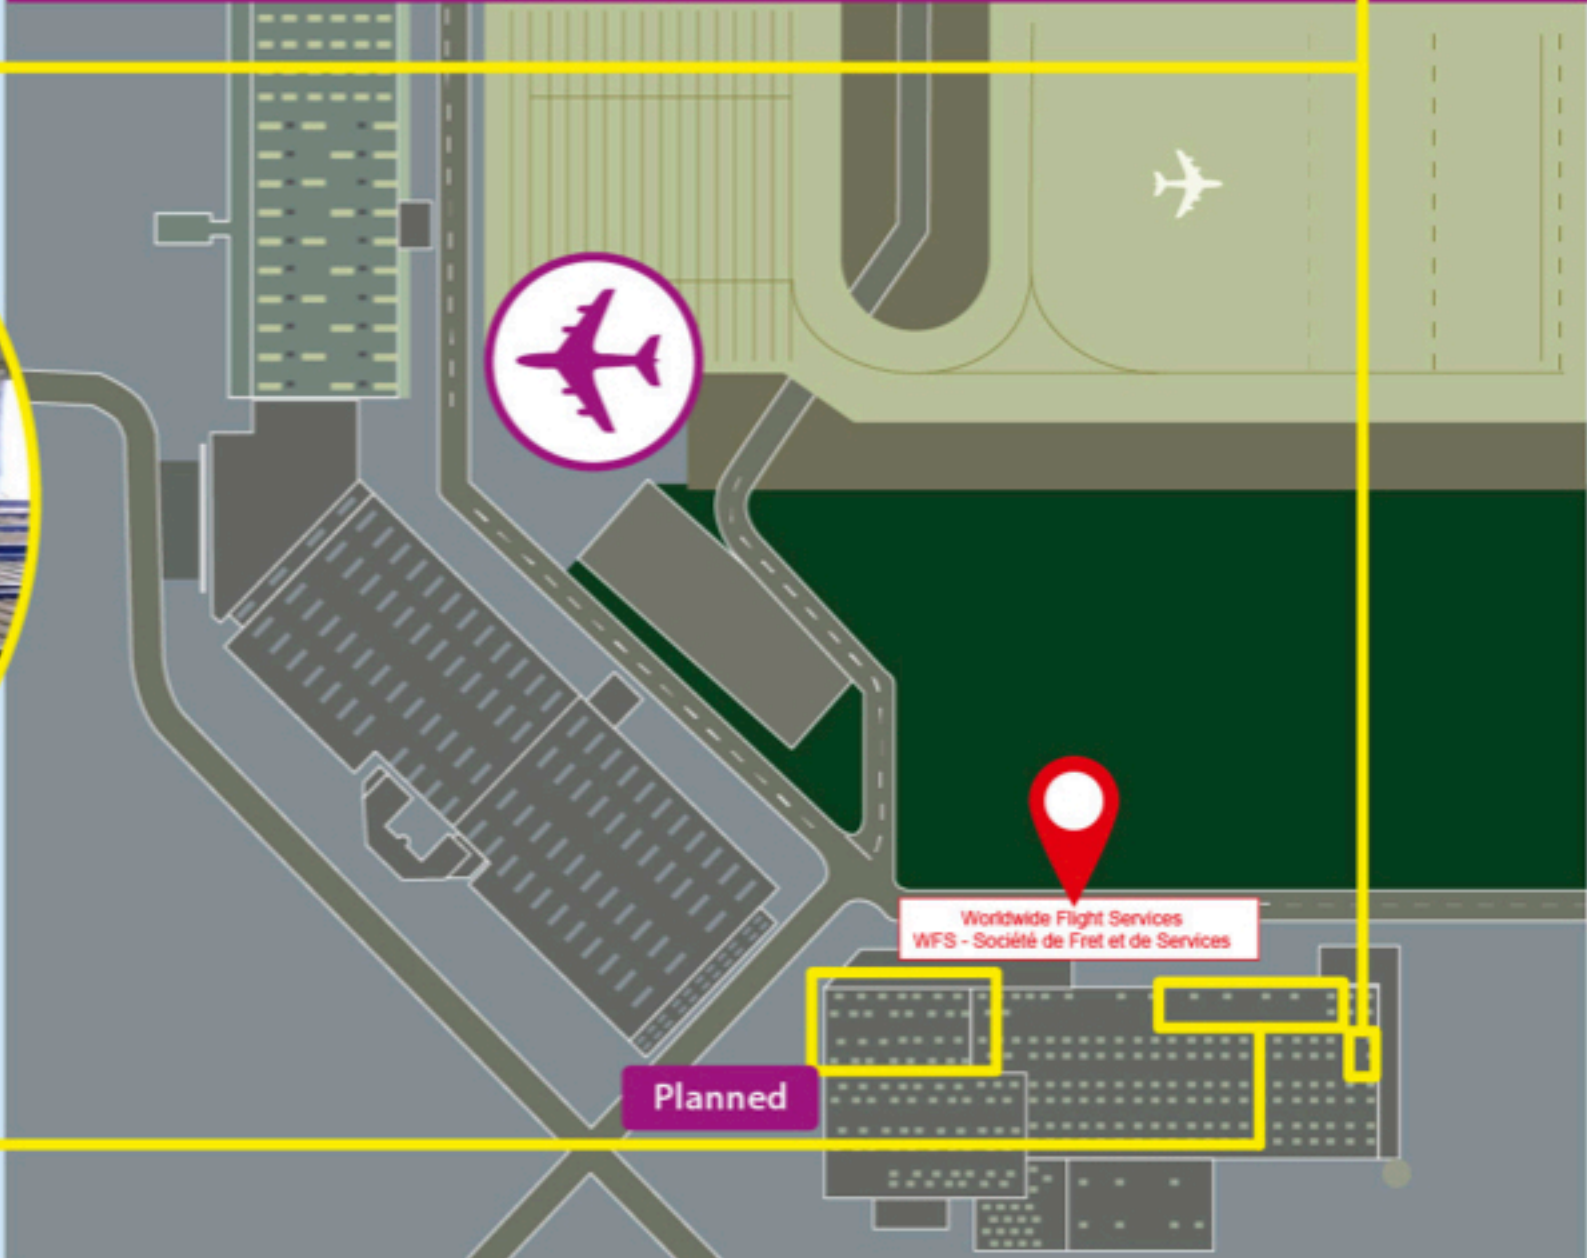 Worldwide Flight Services
WFS - Société de Fret et de Services
Planned